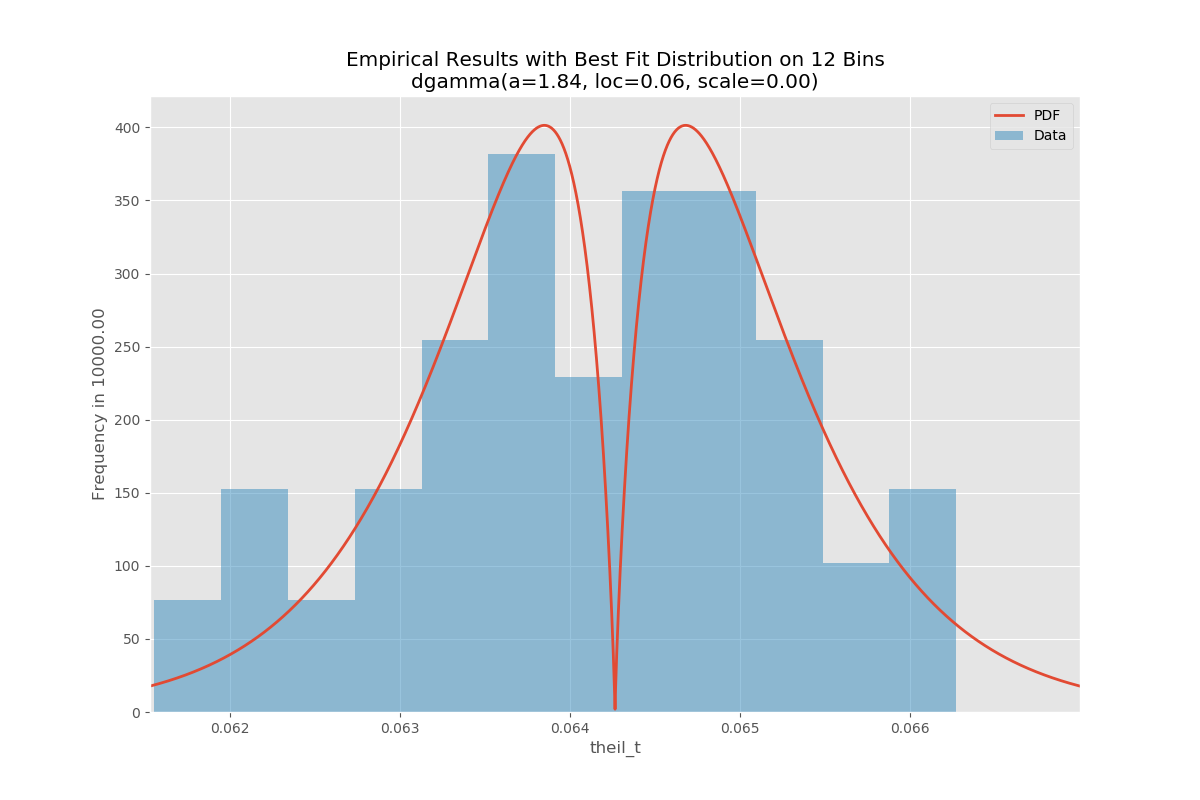 Empirical Results with Best Fit Distribution on 12 Bins
dgamma(a=1.84, loc=0.06, scale=0.00)
PDF
Data
400
350
300
250
200
150
100
50
0
Frequency in 10000.00
0.062 0.063 0.064 0.065 0.066
theil_t